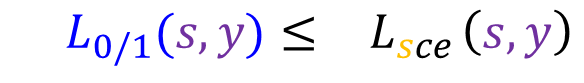 L₀/₁(s, y) ≤ Lₛ𝒸ₑ(s, y)